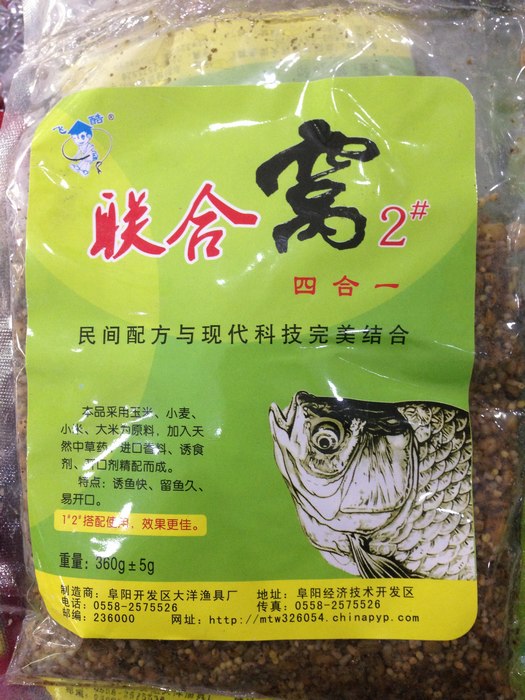 飞酷®
联合窝2#
四合一
民间配方与现代科技完美结合
本品采用玉米、小麦、
小米、大米为原料，加入天
然中草药、进口香料、诱食
剂、开口剂精配而成。
特点：诱鱼快、留鱼久、
易开口。
1#2#搭配使用，效果更佳。
重量：360g±5g
制造商：阜阳开发区大洋渔具厂 地址：阜阳经济技术开发区
电话：0558-2575526 传真：0558-2575526
邮编：236000 网址：http://mtw326054.chinapyp.com